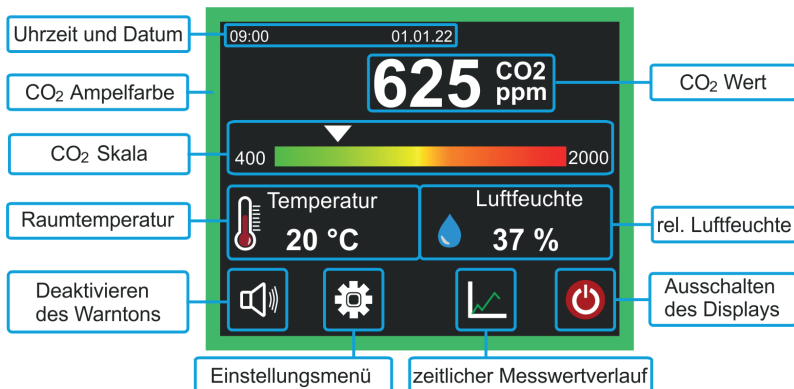 Uhrzeit und Datum
09:00 01.01.22
CO₂ Ampelfarbe
625 CO2
ppm
CO₂ Wert
CO₂ Skala
400 2000
Raumtemperatur
Temperatur
20 °C
Luftfeuchte
37 %
rel. Luftfeuchte
Deaktivieren
des Warntons
Ausschalten
des Displays
Einstellungsmenü
zeitlicher Messwertverlauf